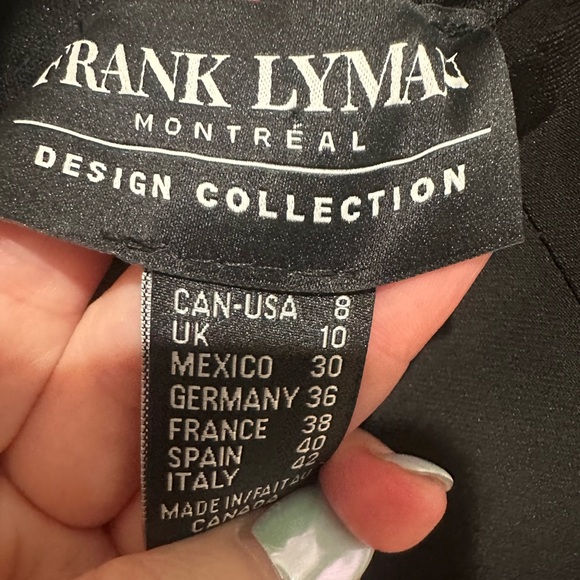 FRANK LYMAN
MONTRÉAL
DESIGN COLLECTION
CAN-USA 8
UK 10
MEXICO 30
GERMANY 36
FRANCE 38
SPAIN 40
ITALY 42
MADE IN/FAIT AU
CANADA